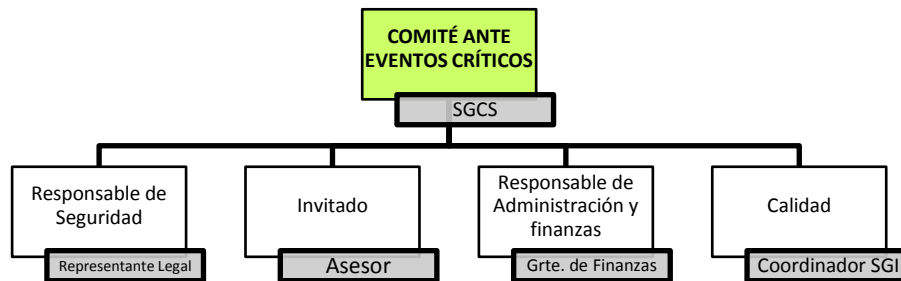 COMITÉ ANTE
EVENTOS CRÍTICOS
SGCS
Responsable de
Seguridad
Representante Legal
Invitado
Asesor
Responsable de
Administración y
finanzas
Grte. de Finanzas
Calidad
Coordinador SGI